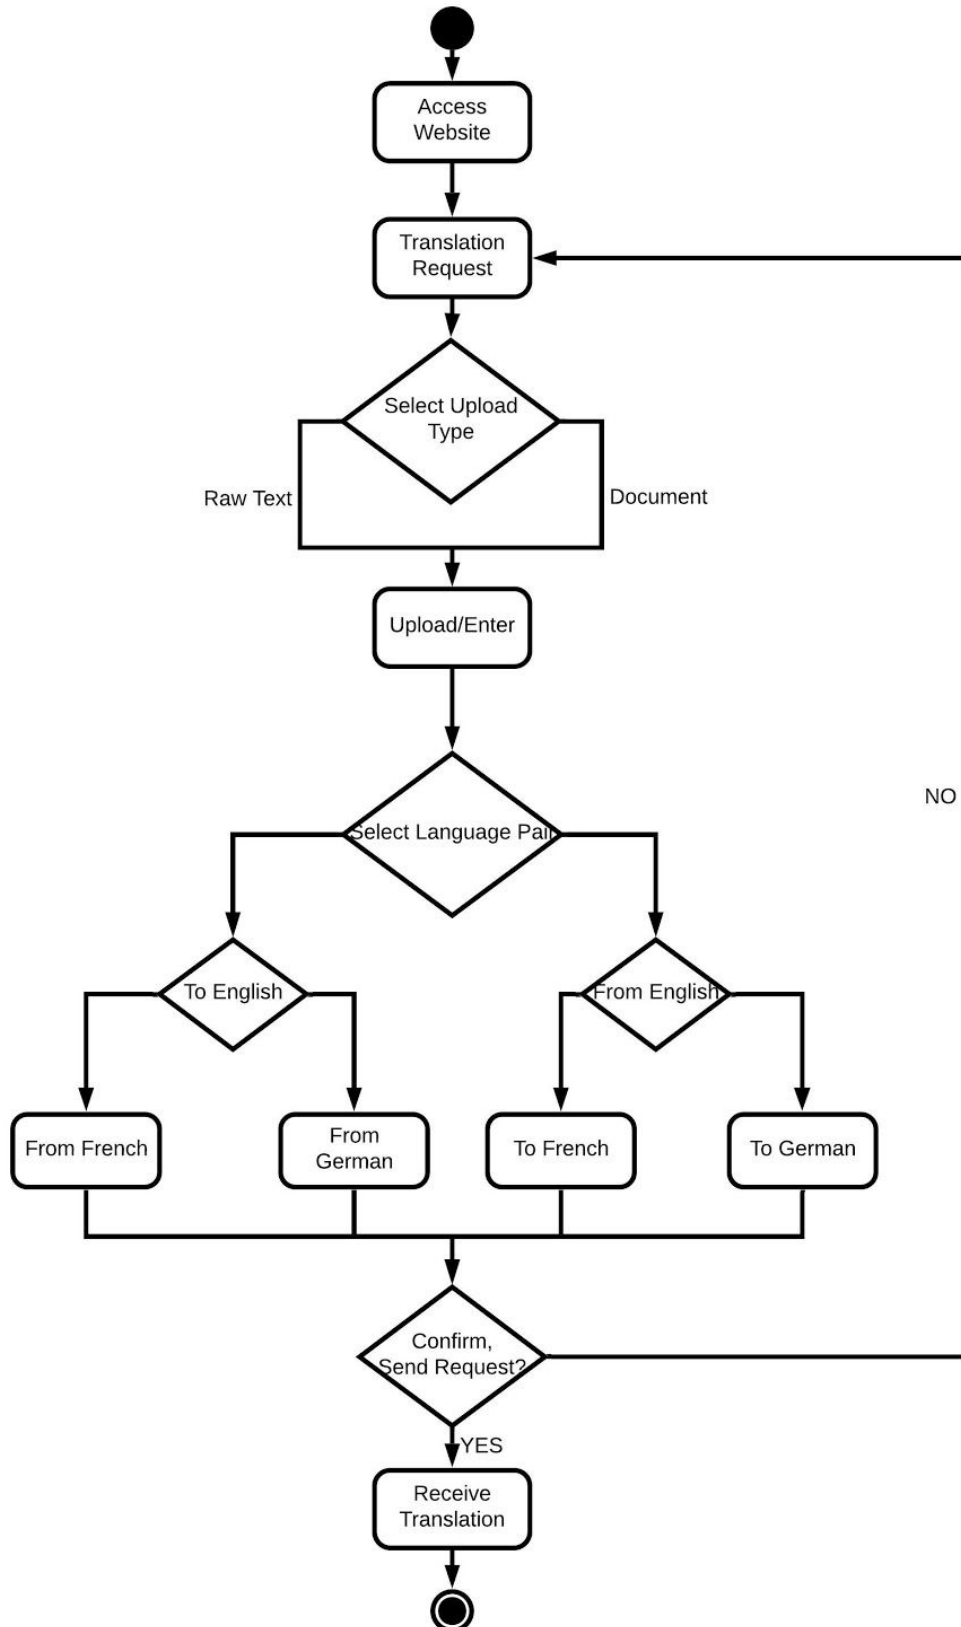 Access
Website
Translation
Request
Select Upload
Type
Raw Text
Document
Upload/Enter
NO
Select Language Pair
To English
From English
From French
From
German
To French
To German
Confirm,
Send Request?
YES
Receive
Translation